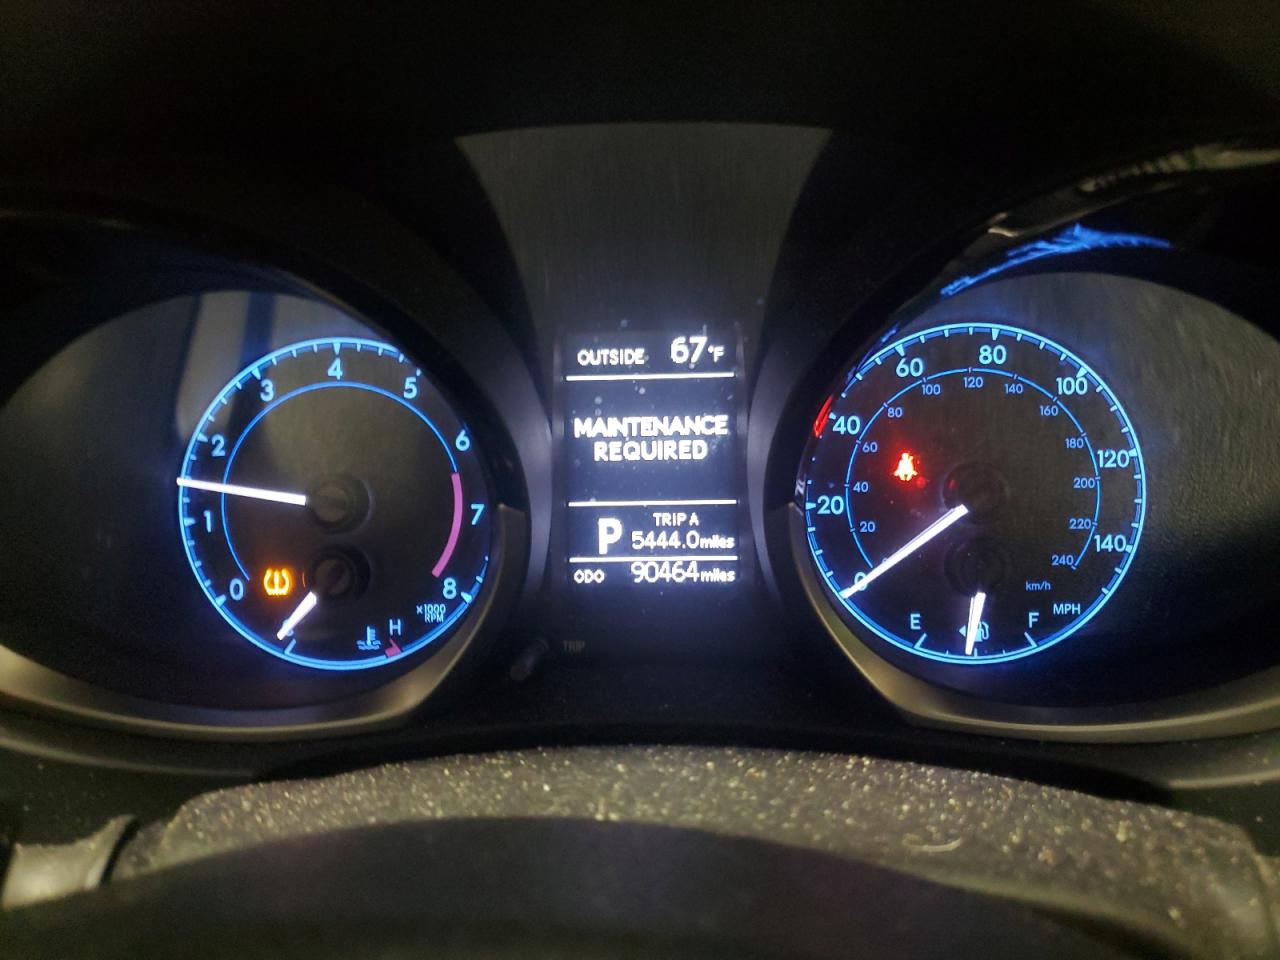 0
1
2
3
4
5
6
7
8
×1000
RPM
H
OUTSIDE 67°F
MAINTENANCE
REQUIRED
P
TRIP A
5444.0 miles
ODO 90464 miles
TRIP
0
20
40
60
80
100
120
140
20
40
60
80
100
120
140
160
180
200
220
240
km/h
MPH
E
F